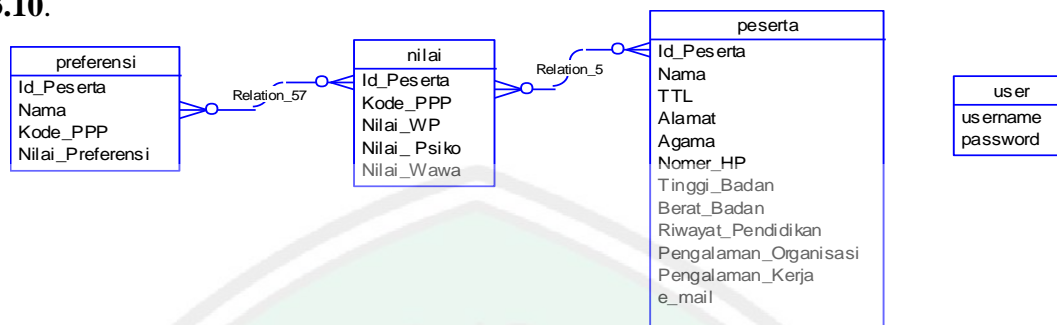 3.10.
preferensi
Id_Peserta
Nama
Kode_PPP
Nilai_Preferensi
Relation_57
nilai
Id_Peserta
Kode_PPP
Nilai_WP
Nilai_ Psiko
Nilai_Wawa
Relation_5
peserta
Id_Peserta
Nama
TTL
Alamat
Agama
Nomer_HP
Tinggi_Badan
Berat_Badan
Riwayat_Pendidikan
Pengalaman_Organisasi
Pengalaman_Kerja
e_mail
user
username
password